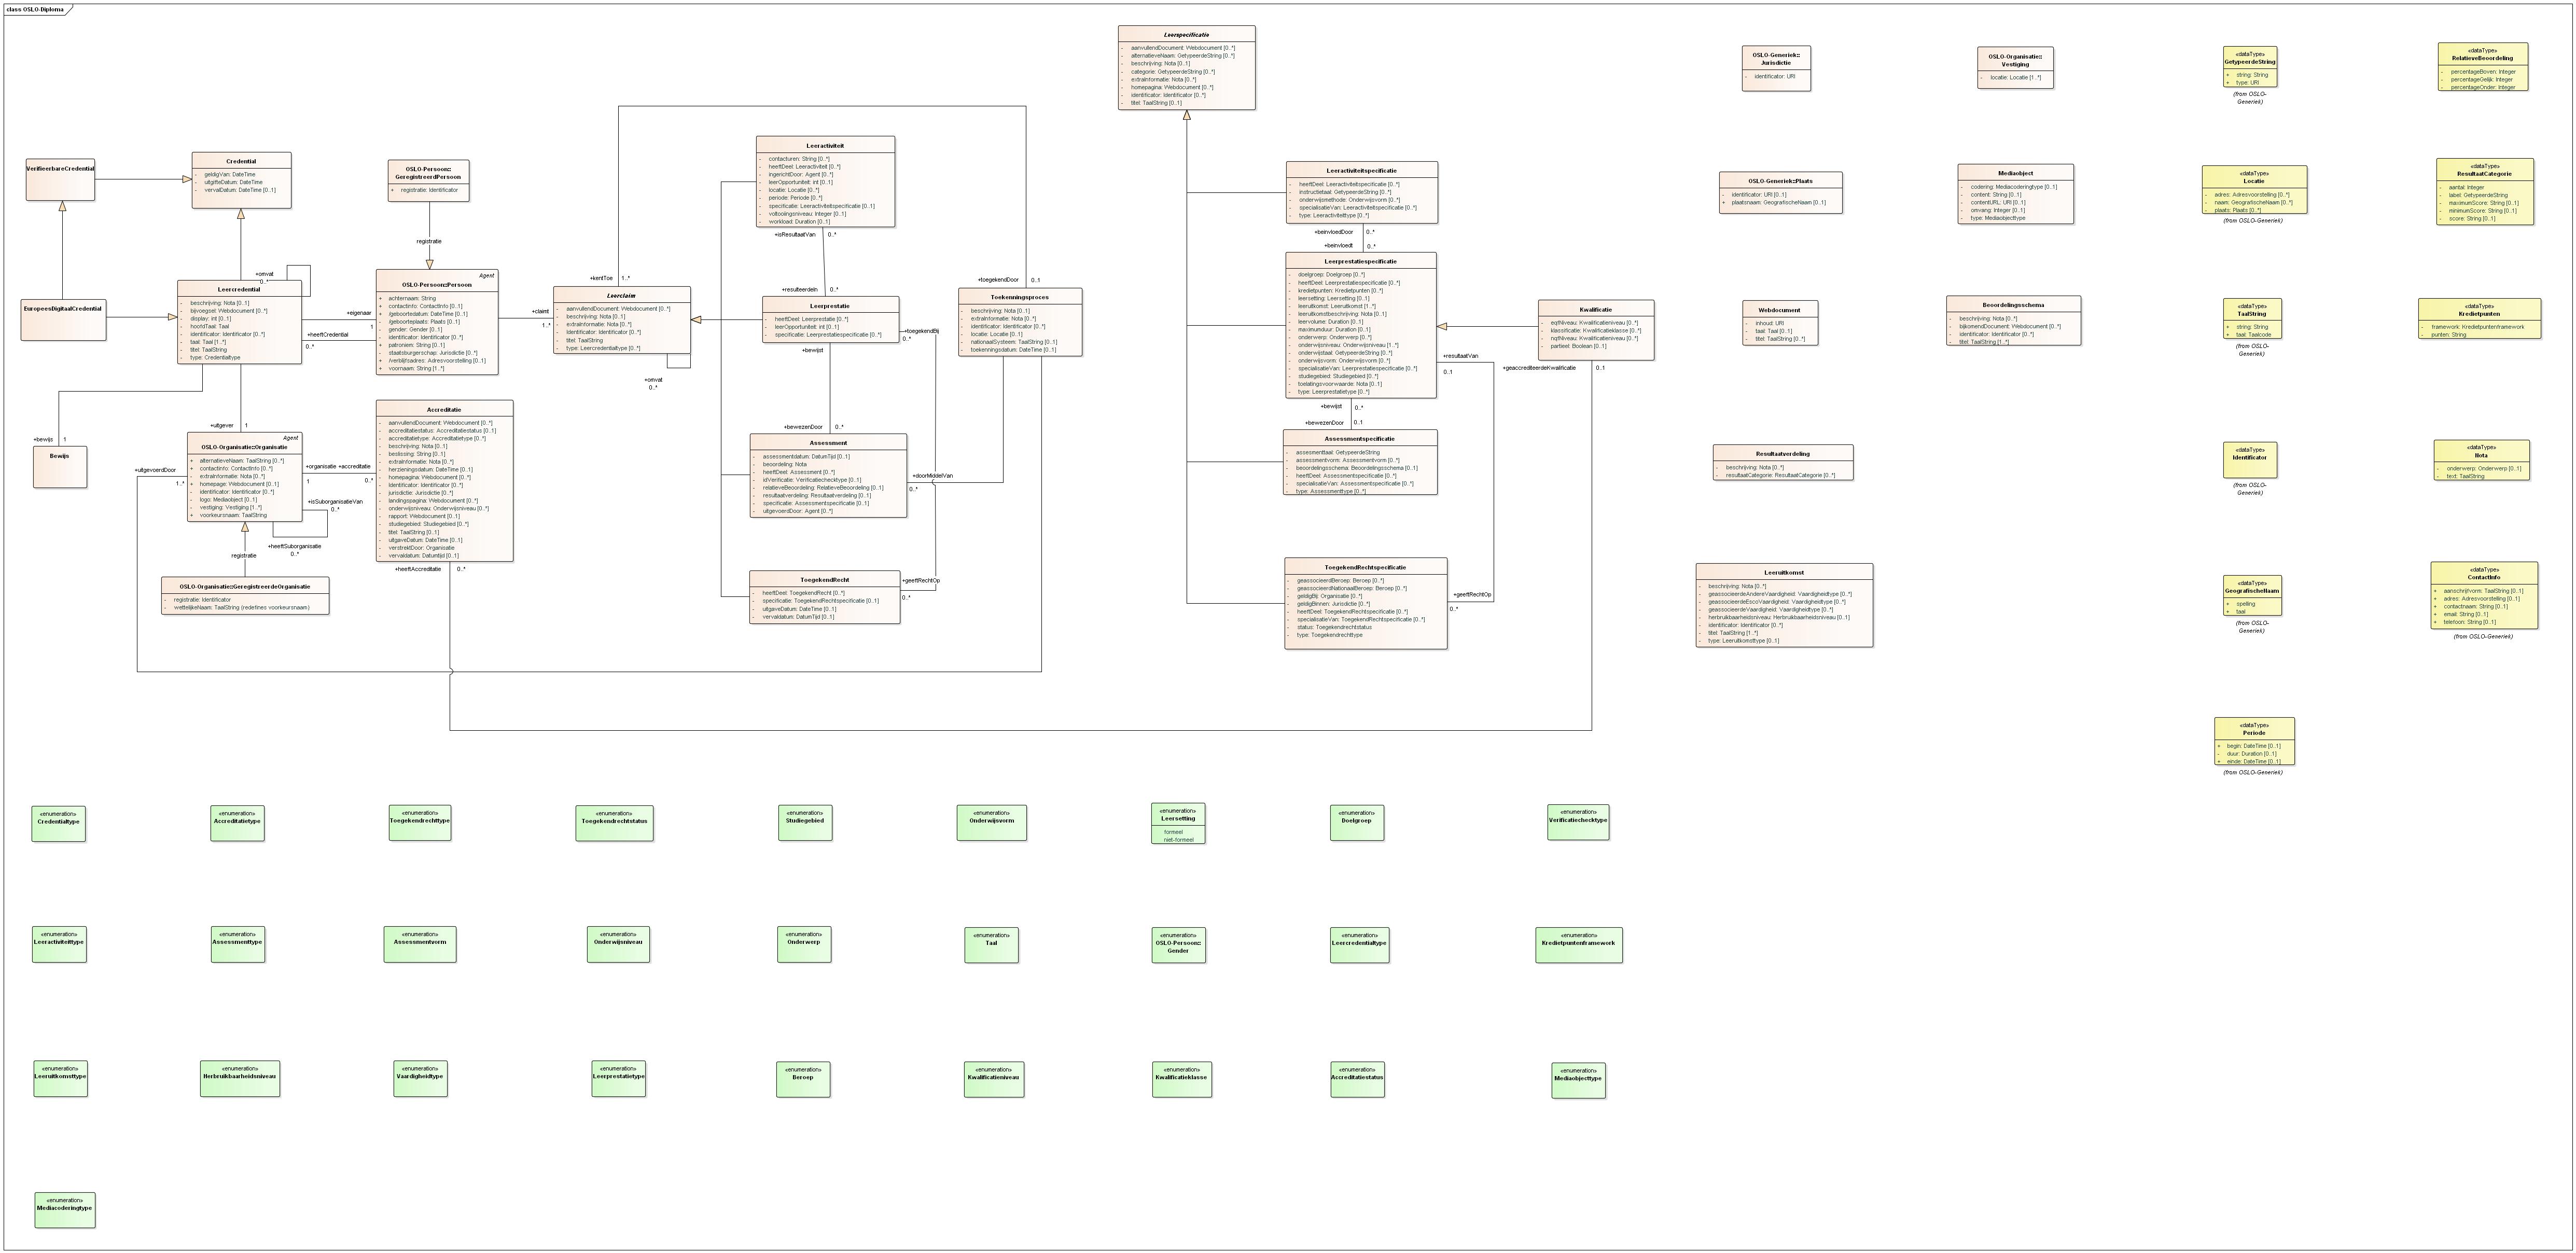 class OSLO-Diploma
Leerspecificatie
- aanvullendDocument: Webdocument [0..*]
- alternatieveNaam: GetypeerdeString [0..*]
- beschrijving: Nota [0..1]
- categorie: GetypeerdeString [0..*]
- extraInformatie: Nota [0..*]
- homepagina: Webdocument [0..*]
- identificator: Identificator [0..*]
- titel: TaalString [0..1]
OSLO-Generiek::
Jurisdictie
- identificator: URI
OSLO-Organisatie::
Vestiging
- locatie: Locatie [1..*]
«dataType»
GetypeerdeString
+ string: String
+ type: URI
(from OSLO-
Generiek)
«dataType»
RelatieveBeoordeling
- percentageBoven: Integer
- percentageGelijk: Integer
- percentageOnder: Integer
VerifieerbareCredential
Credential
- geldigVan: DateTime
- uitgifteDatum: DateTime
- vervalDatum: DateTime [0..1]
OSLO-Persoon::
GeregistreerdPersoon
+ registratie: Identificator
registratie
Leeractiviteit
- contacturen: String [0..*]
- heeftDeel: Leeractiviteit [0..*]
- ingerichtDoor: Agent [0..*]
- leerOpportuniteit: int [0..1]
- locatie: Locatie [0..*]
- periode: Periode [0..*]
- specificatie: Leeractiviteitspecificatie [0..1]
- voltooiingsniveau: Integer [0..1]
- workload: Duration [0..1]
+isResultaatVan
0..*
+resulteerdeIn
0..*
Leeractiviteitspecificatie
- heeftDeel: Leeractiviteitspecificatie [0..*]
- instructietaal: GetypeerdeString [0..*]
- onderwijsmethode: Onderwijsvorm [0..*]
- specialisatieVan: Leeractiviteitspecificatie [0..*]
- type: Leeractiviteittype [0..*]
+beinvloedDoor
0..*
+beinvloedt
0..*
OSLO-Generiek::Plaats
- identificator: URI [0..1]
+ plaatsnaam: GeografischeNaam [0..1]
Mediaobject
- codering: Mediacoderingtype [0..1]
- content: String [0..1]
- contentURL: URI [0..1]
- omvang: Integer [0..1]
- type: Mediaobjecttype
«dataType»
Locatie
- adres: Adresvoorstelling [0..*]
- naam: GeografischeNaam [0..*]
- plaats: Plaats [0..*]
(from OSLO-Generiek)
«dataType»
ResultaatCategorie
- aantal: Integer
- label: GetypeerdeString
- maximumScore: String [0..1]
- minimumScore: String [0..1]
- score: String [0..1]
EuropeesDigitaalCredential
Leercredential
- beschrijving: Nota [0..1]
- bijvoegsel: Webdocument [0..*]
- display: int [0..1]
- hoofdTaal: Taal
- identificator: Identificator [0..*]
- taal: Taal [1..*]
- titel: TaalString
- type: Credentialtype
+omvat
0..*
+eigenaar
1
+heeftCredential
0..*
Agent
OSLO-Persoon::Persoon
+ achternaam: String
+ contactinfo: ContactInfo [0..1]
+ /geboortedatum: DateTime [0..1]
- /geboorteplaats: Plaats [0..1]
- gender: Gender [0..1]
- identificator: Identificator [0..*]
+ patroniem: String [0..1]
- staatsburgerschap: Jurisdictie [0..*]
+ /verblijfsadres: Adresvoorstelling [0..*]
+ voornaam: String [1..*]
+claimt
1..*
+kentToe
1..*
Leerclaim
- aanvullendDocument: Webdocument [0..*]
- beschrijving: Nota [0..1]
- extraInformatie: Nota [0..*]
- Identificator: Identificator [0..*]
- titel: TaalString
- type: Leercredentialtype [0..*]
+omvat
0..*
Leerprestatie
- heeftDeel: Leerprestatie [0..*]
- leerOpportuniteit: int [0..1]
- specificatie: Leerprestatiespecificatie [0..*]
+toegekendBij
0..*
+bewijst
+bewezenDoor
0..*
+toegekendDoor
0..1
Toekenningsproces
- beschrijving: Nota [0..1]
- extraInformatie: Nota [0..*]
- identificator: Identificator [0..*]
- locatie: Locatie [0..*]
- nationaalSysteem: TaalString [0..*]
- toekenningsdatum: DateTime [0..*]
Leerprestatiespecificatie
- doelgroep: Doelgroep [0..*]
- heeftDeel: Leerprestatiespecificatie [0..*]
- kredietpunten: Kredietpunten [0..*]
- leersetting: Leersetting [0..1]
- leeruitkomst: Leeruitkomst [1..*]
- leeruitkomstbeschrijving: Nota [0..*]
- leervolume: Duration [0..1]
- maximumduur: Duration [0..1]
- onderwerp: Onderwerp [0..*]
- onderwijsniveau: Onderwijsniveau [1..*]
- onderwijstaal: GetypeerdeString [0..*]
- onderwijsvorm: Onderwijsvorm [0..*]
- specialisatieVan: Leerprestatiespecificatie [0..*]
- studiegebied: Studiegebied [0..*]
- toelatingsvoorwaarde: Nota [0..1]
- type: Leerprestatietype [0..*]
+bewijst
0..*
+bewezenDoor
0..1
+resultaatVan
0..1
Kwalificatie
- eqfNiveau: Kwalificatieniveau [0..*]
- klassificatie: Kwalificatieklasse [0..*]
- nqfNiveau: Kwalificatieniveau [0..*]
- partieel: Boolean [0..1]
+geaccrediteerdeKwalificatie
0..1
Webdocument
- inhoud: URI
- taal: Taal [0..1]
- titel: TaalString [0..*]
Beoordelingsschema
- beschrijving: Nota [0..*]
- bijkomendDocument: Webdocument [0..*]
- identificator: Identificator [0..*]
- titel: TaalString [1..*]
«dataType»
TaalString
+ string: String
+ taal: Taalcode
(from OSLO-
Generiek)
«dataType»
Kredietpunten
- framework: Kredietpuntenframework
- punten: String
+bewijs
1
Bewijs
+uitgever
1
Agent
OSLO-Organisatie::Organisatie
+ alternatieveNaam: TaalString [0..*]
+ contactinfo: ContactInfo [0..*]
- extraInformatie: Nota [0..*]
+ homepage: Webdocument [0..1]
- identificator: Identificator [0..*]
- logo: Mediaobject [0..1]
- vestiging: Vestiging [1..*]
+ voorkeursnaam: TaalString
+uitgevoerdDoor
1..*
+organisatie
+accreditatie
1
0..*
+isSuborganisatieVan
0..*
+heeftSuborganisatie
0..*
registratie
OSLO-Organisatie::GeregistreerdeOrganisatie
- registratie: Identificator
- wettelijkeNaam: TaalString {redefines voorkeursnaam}
Accreditatie
- aanvullendDocument: Webdocument [0..*]
- accreditatiestatus: Accreditatiestatus [0..1]
- accreditatietype: Accreditatietype [0..*]
- beschrijving: Nota [0..1]
- beslissing: String [0..1]
- extraInformatie: Nota [0..*]
- herzieningsdatum: DateTime [0..1]
- homepagina: Webdocument [0..*]
- Identificator: Identificator [0..*]
- jurisdictie: Jurisdictie [0..*]
- landingspagina: Webdocument [0..*]
- onderwijsniveau: Onderwijsniveau [0..*]
- rapport: Webdocument [0..1]
- studiegebied: Studiegebied [0..*]
- titel: TaalString [0..1]
- uitgaveDatum: DateTime [0..1]
- verstrektDoor: Organisatie
- vervaldatum: Datumtijd [0..1]
+heeftAccreditatie
0..*
Assessment
- assessmentdatum: DatumTijd [0..1]
- beoordeling: Nota
- heeftDeel: Assessment [0..*]
- idVerificatie: Verificatiechecktype [0..1]
- relatieveBeoordeling: RelatieveBeoordeling [0..1]
- resultaatverdeling: Resultaatverdeling [0..1]
- specificatie: Assessmentspecificatie [0..1]
- uitgevoerdDoor: Agent [0..*]
+doorMiddelVan
0..*
ToegekendRecht
- heeftDeel: ToegekendRecht [0..*]
- specificatie: ToegekendRechtspecificatie [0..1]
- uitgaveDatum: DateTime [0..1]
- vervaldatum: DatumTijd [0..1]
+geeftRechtOp
0..*
Assessmentspecificatie
- assesmenttaal: GetypeerdeString
- assessmentvorm: Assessmentvorm [0..*]
- beoordelingsschema: Beoordelingsschema [0..1]
- heeftDeel: Assessmentspecificatie [0..*]
- specialisatieVan: Assessmentspecificatie [0..*]
- type: Assessmenttype [0..*]
ToegekendRechtspecificatie
- geassocieerdBeroep: Beroep [0..*]
- geassocieerdNationaalBeroep: Beroep [0..*]
- geldigBij: Organisatie [0..*]
- geldigBinnen: Jurisdictie [0..*]
- heeftDeel: ToegekendRechtspecificatie [0..*]
- specialisatieVan: ToegekendRechtspecificatie [0..*]
- status: Toegekendrechtstatus
- type: Toegekendrechttype
+geeftRechtOp
0..*
Resultaatverdeling
- beschrijving: Nota [0..*]
- resultaatCategorie: ResultaatCategorie [0..*]
«dataType»
Identificator
(from OSLO-
Generiek)
«dataType»
Nota
- onderwerp: Onderwerp [0..1]
- text: TaalString
Leeruitkomst
- beschrijving: Nota [0..*]
- geassocieerdeAndereVaardigheid: Vaardigheidtype [0..*]
- geassocieerdeEscoVaardigheid: Vaardigheidtype [0..*]
- geassocieerdeVaardigheid: Vaardigheidtype [0..*]
- herbruikbaarheidsniveau: Herbruikbaarheidsniveau [0..1]
- identificator: Identificator [0..*]
- titel: TaalString [1..*]
- type: Leeruitkomsttype [0..1]
«dataType»
GeografischeNaam
+ spelling
+ taal
(from OSLO-
Generiek)
«dataType»
ContactInfo
+ aanschrijfvorm: TaalString [0..1]
+ adres: Adresvoorstelling [0..1]
+ contactnaam: String [0..1]
+ email: String [0..1]
+ telefoon: String [0..1]
(from OSLO-Generiek)
«dataType»
Periode
+ begin: DateTime [0..1]
- duur: Duration [0..1]
+ einde: DateTime [0..1]
(from OSLO-Generiek)
«enumeration»
Credentialtype
«enumeration»
Accreditatietype
«enumeration»
Toegekendrechttype
«enumeration»
Toegekendrechtstatus
«enumeration»
Studiegebied
«enumeration»
Onderwijsvorm
«enumeration»
Leersetting
formeel
niet-formeel
«enumeration»
Doelgroep
«enumeration»
Verificatiechecktype
«enumeration»
Leeractiviteittype
«enumeration»
Assessmenttype
«enumeration»
Assessmentvorm
«enumeration»
Onderwijsniveau
«enumeration»
Onderwerp
«enumeration»
Taal
«enumeration»
OSLO-Persoon::
Gender
«enumeration»
Leercredentialtype
«enumeration»
Kredietpuntenframework
«enumeration»
Leeruitkomsttype
«enumeration»
Herbruikbaarheidsniveau
«enumeration»
Vaardigheidtype
«enumeration»
Leerprestatietype
«enumeration»
Beroep
«enumeration»
Kwalificatieniveau
«enumeration»
Kwalificatieklasse
«enumeration»
Accreditatiestatus
«enumeration»
Mediaobjecttype
«enumeration»
Mediacoderingtype